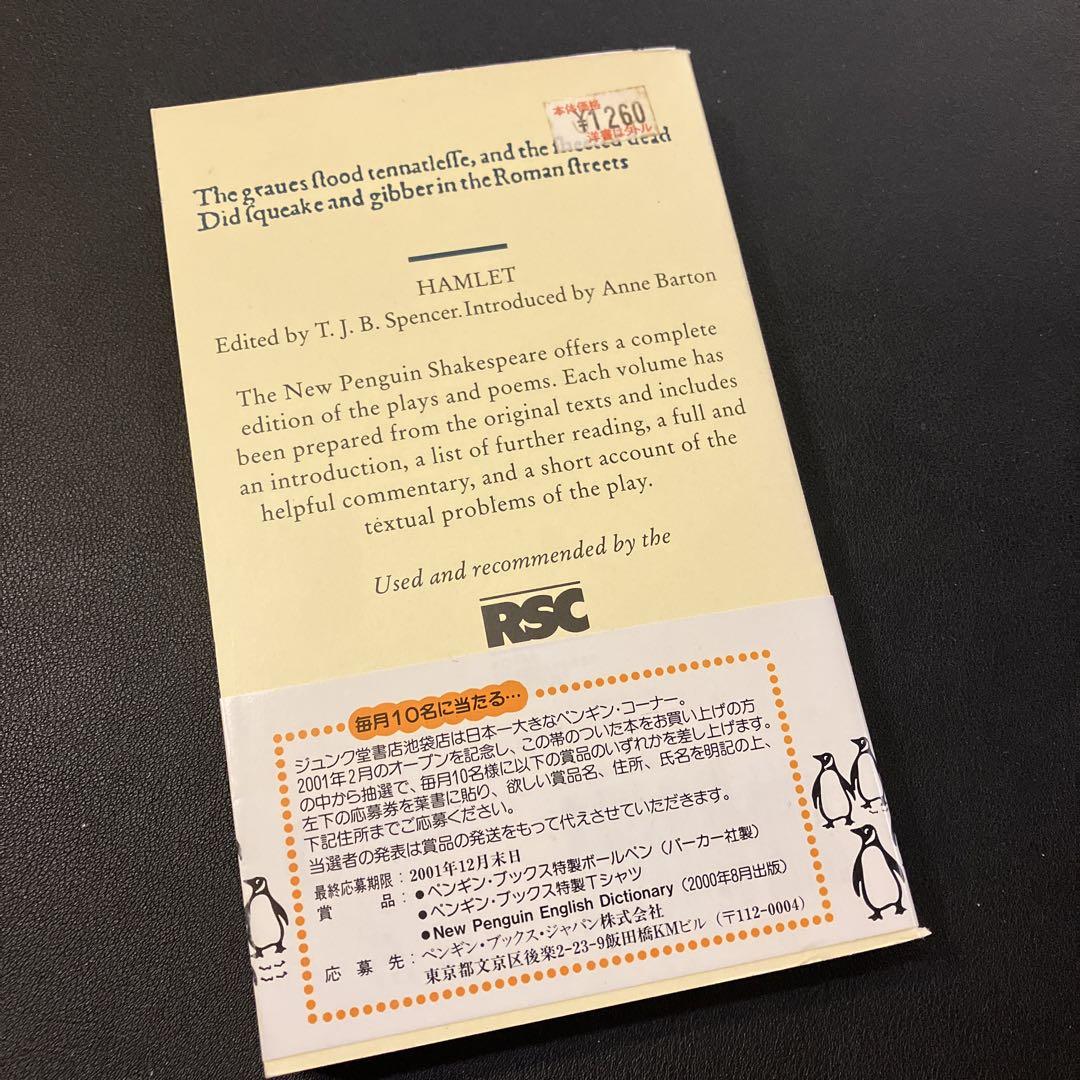 本体価格
¥1260
洋書ロフトル
The graues ſtood tennatleſſe, and the ſheeted dead
Did ſqueake and gibber in the Roman ſtreets
HAMLET
Edited by T. J. B. Spencer. Introduced by Anne Barton
The New Penguin Shakespeare offers a complete
edition of the plays and poems. Each volume has
been prepared from the original texts and includes
an introduction, a list of further reading, a full and
helpful commentary, and a short account of the
textual problems of the play.
Used and recommended by the
RSC
毎月10名に当たる…
ジュンク堂書店池袋店は日本一大きなペンギン・コーナー。
2001年2月のオープンを記念し、この帯のついた本をお買い上げの方
の中から抽選で、毎月10名様に以下の賞品のいずれかを差し上げます。
左下の応募券を葉書に貼り、欲しい賞品名、住所、氏名を明記の上、
下記住所までご応募ください。
当選者の発表は賞品の発送をもって代えさせていただきます。
最終応募期限：2001年12月末日
賞品：●ペンギン・ブックス特製ボールペン（パーカー社製）
●ペンギン・ブックス特製Tシャツ
●New Penguin English Dictionary（2000年8月出版）
応募先：ペンギン・ブックス・ジャパン株式会社
東京都文京区後楽2-23-9飯田橋KMビル（〒112-0004）